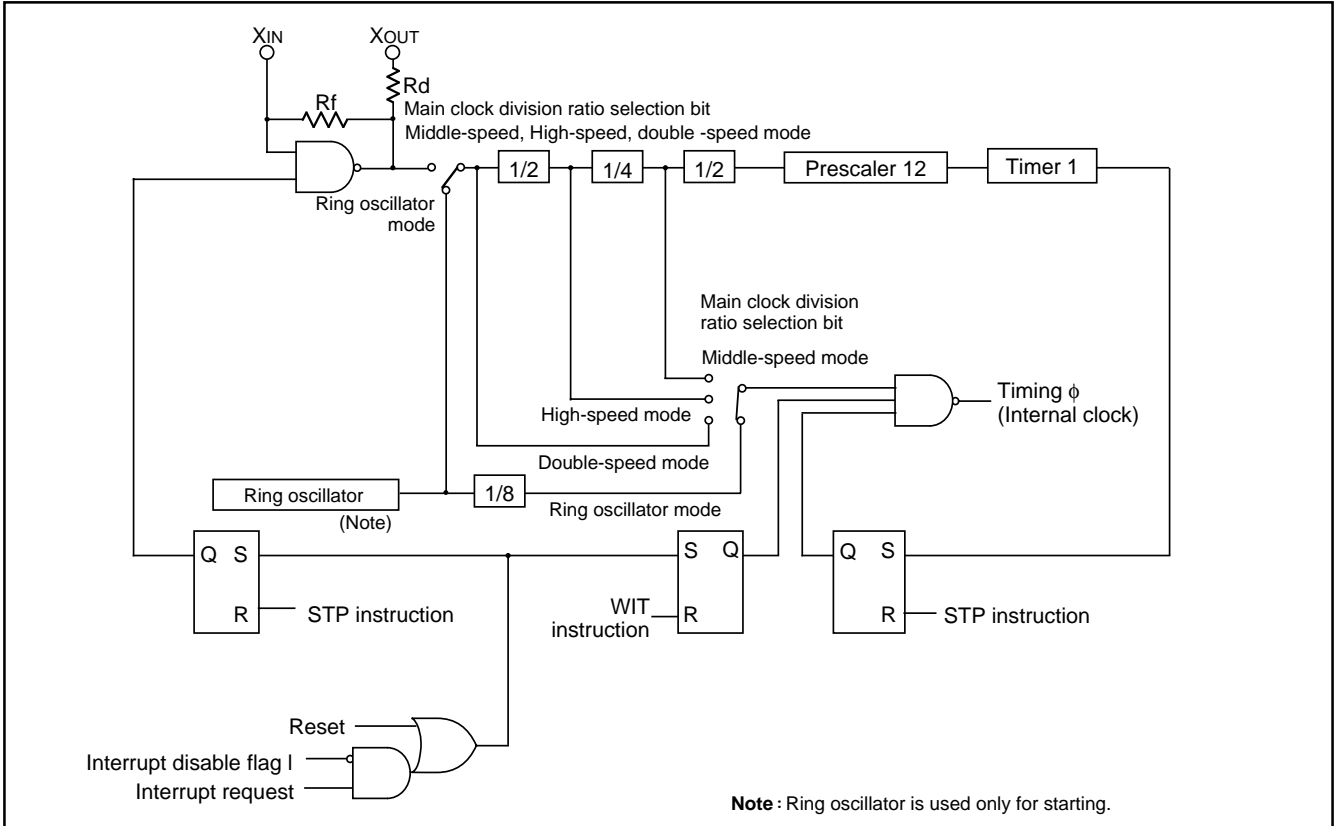 XIN
XOUT
Rd
Rf
Main clock division ratio selection bit
Middle-speed, High-speed, double -speed mode
1/2
1/4
1/2
Prescaler 12
Timer 1
Ring oscillator
mode
Main clock division
ratio selection bit
Middle-speed mode
High-speed mode
Timing ϕ
(Internal clock)
Double-speed mode
Ring oscillator
(Note)
1/8
Ring oscillator mode
Q S
R
STP instruction
S Q
R
WIT
instruction
Q S
R
STP instruction
Reset
Interrupt disable flag I
Interrupt request
Note : Ring oscillator is used only for starting.